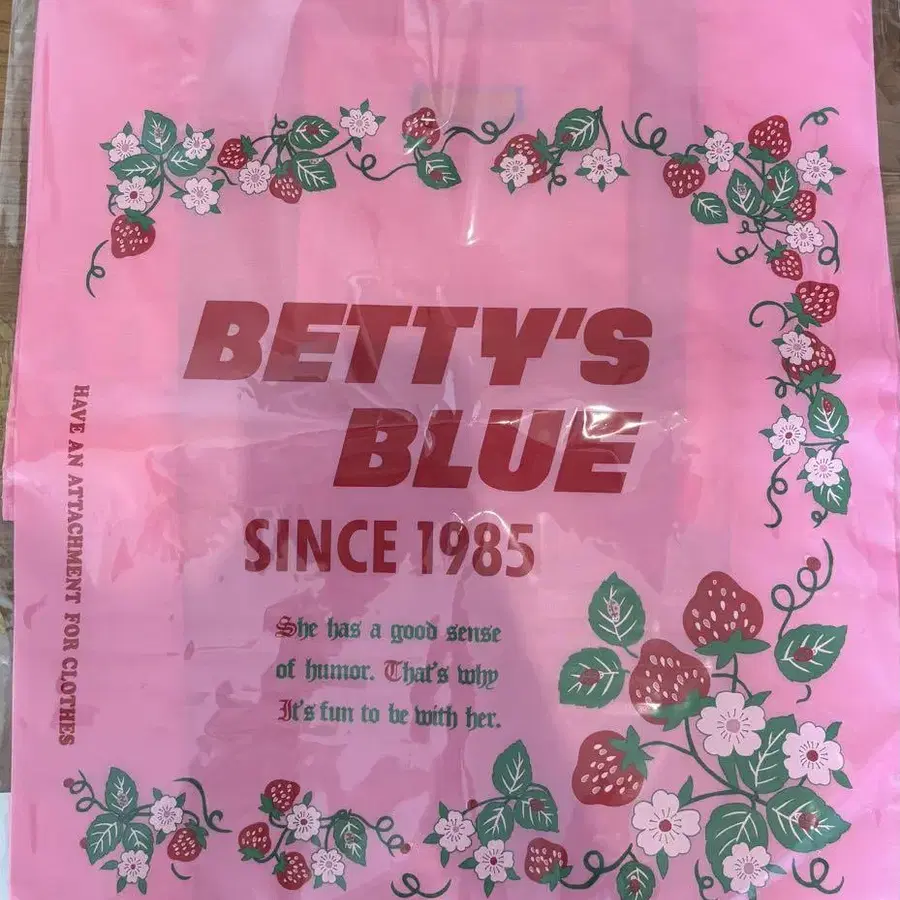 BETTY'S
BLUE
SINCE 1985
She has a good sense
of humor. That's why
It's fun to be with her.
HAVE AN ATTACHMENT FOR CLOTHES